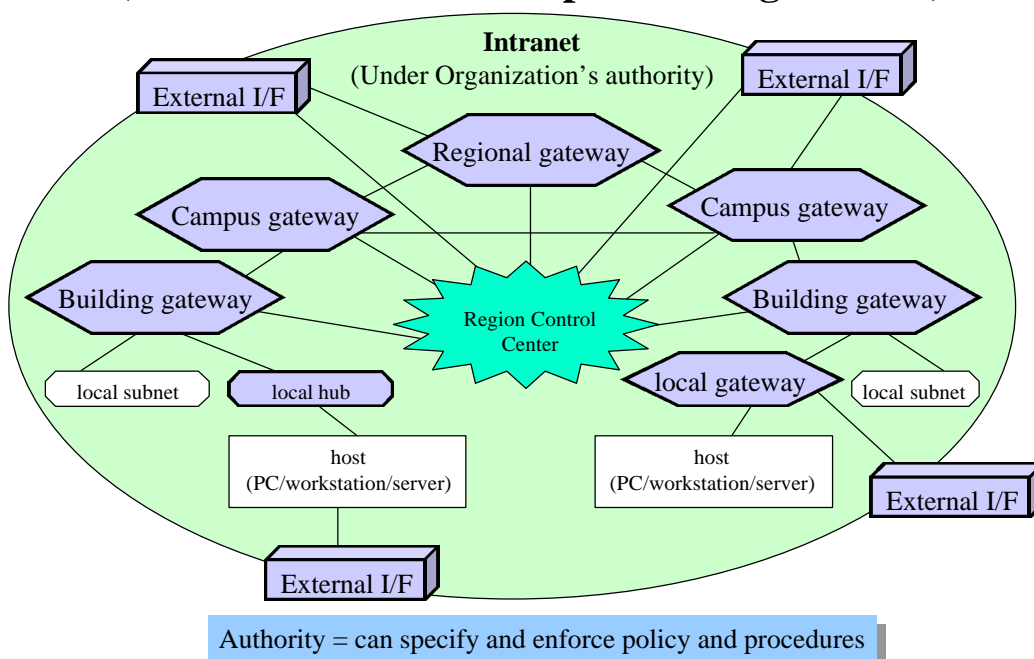 Intranet
(Under Organization's authority)
External I/F
External I/F
Regional gateway
Campus gateway
Campus gateway
Building gateway
Building gateway
Region Control
Center
local subnet
local hub
local gateway
local subnet
host
(PC/workstation/server)
host
(PC/workstation/server)
External I/F
External I/F
Authority = can specify and enforce policy and procedures